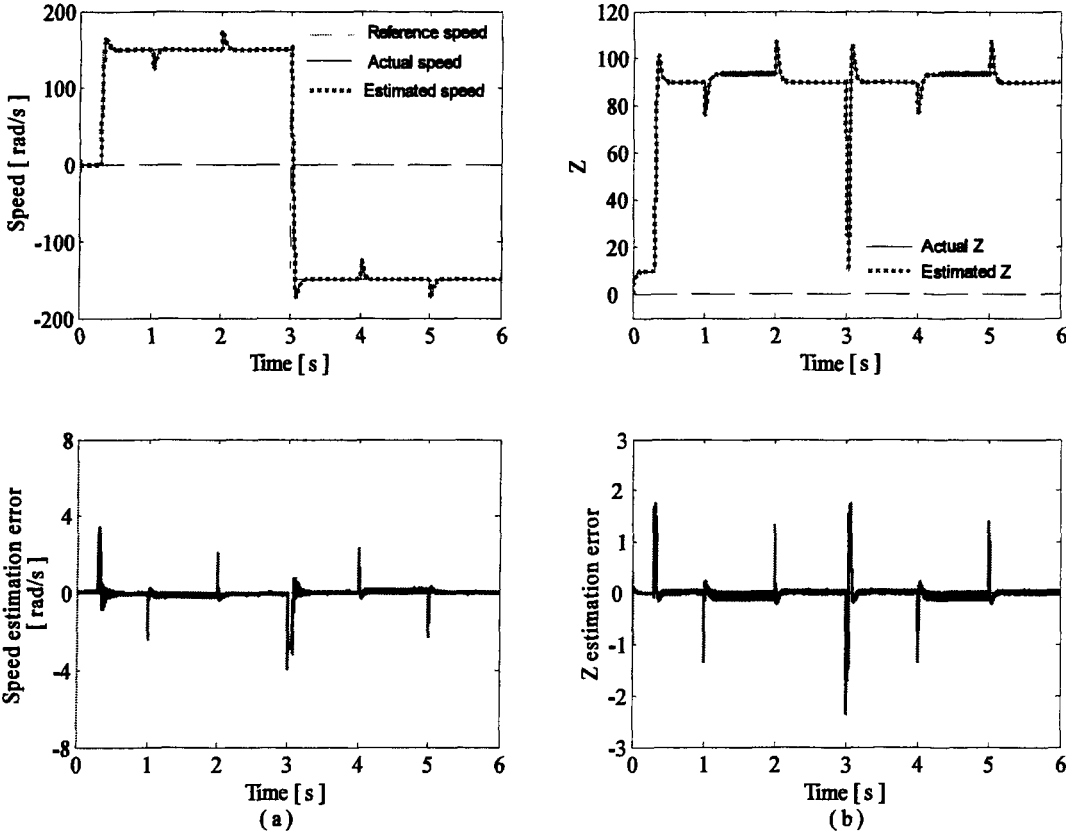 200
100
0
-100
-200
Speed [ rad/s ]
Reference speed
Actual speed
Estimated speed
0 1 2 3 4 5 6
Time [ s ]
120
100
80
60
40
20
0
Z
Actual Z
Estimated Z
0 1 2 3 4 5 6
Time [ s ]
8
4
0
-4
-8
Speed estimation error
[ rad/s ]
0 1 2 3 4 5 6
Time [ s ]
( a )
3
2
1
0
-1
-2
-3
Z estimation error
0 1 2 3 4 5 6
Time [ s ]
( b )